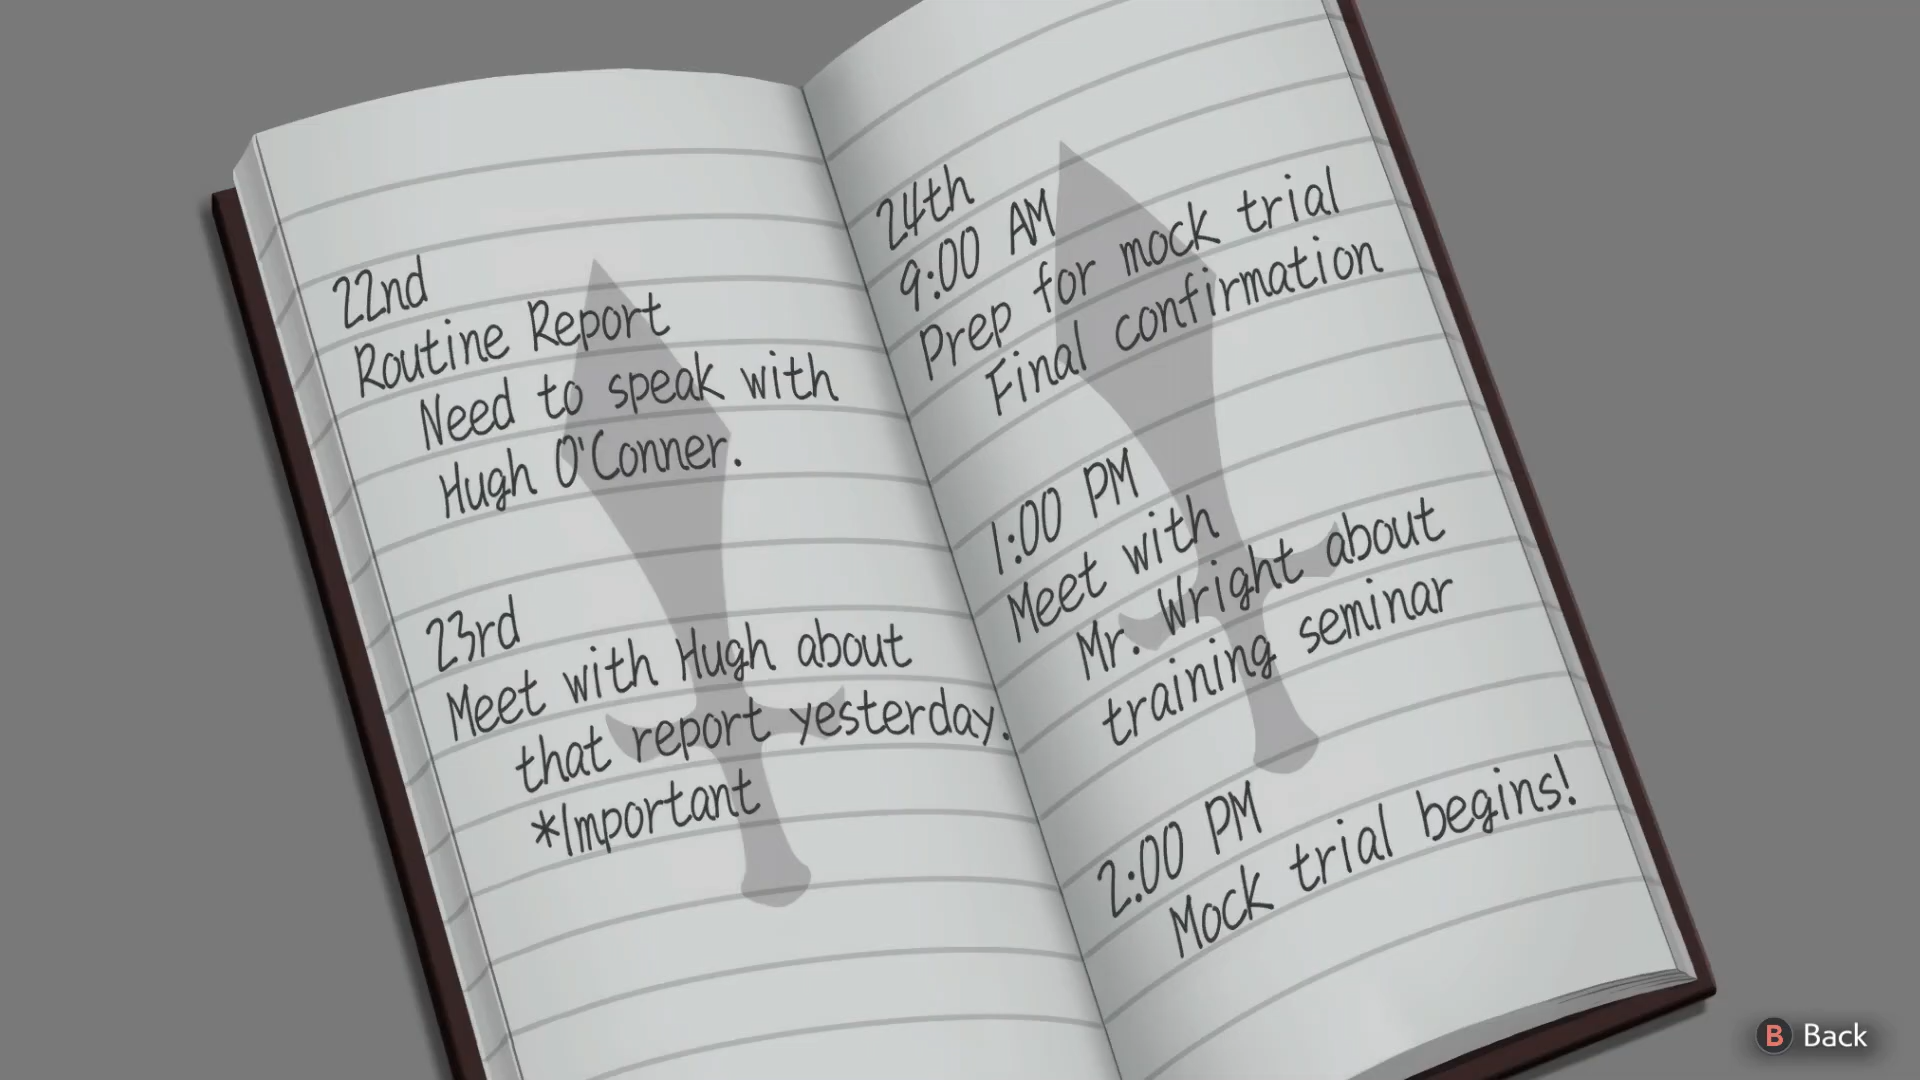 22nd
Routine Report
Need to speak with
Hugh O'Conner.
23rd
Meet with Hugh about
that report yesterday.
*Important
24th
9:00 AM
Prep for mock trial
Final confirmation
1:00 PM
Meet with
Mr. Wright about
training seminar
2:00 PM
Mock trial begins!
B Back